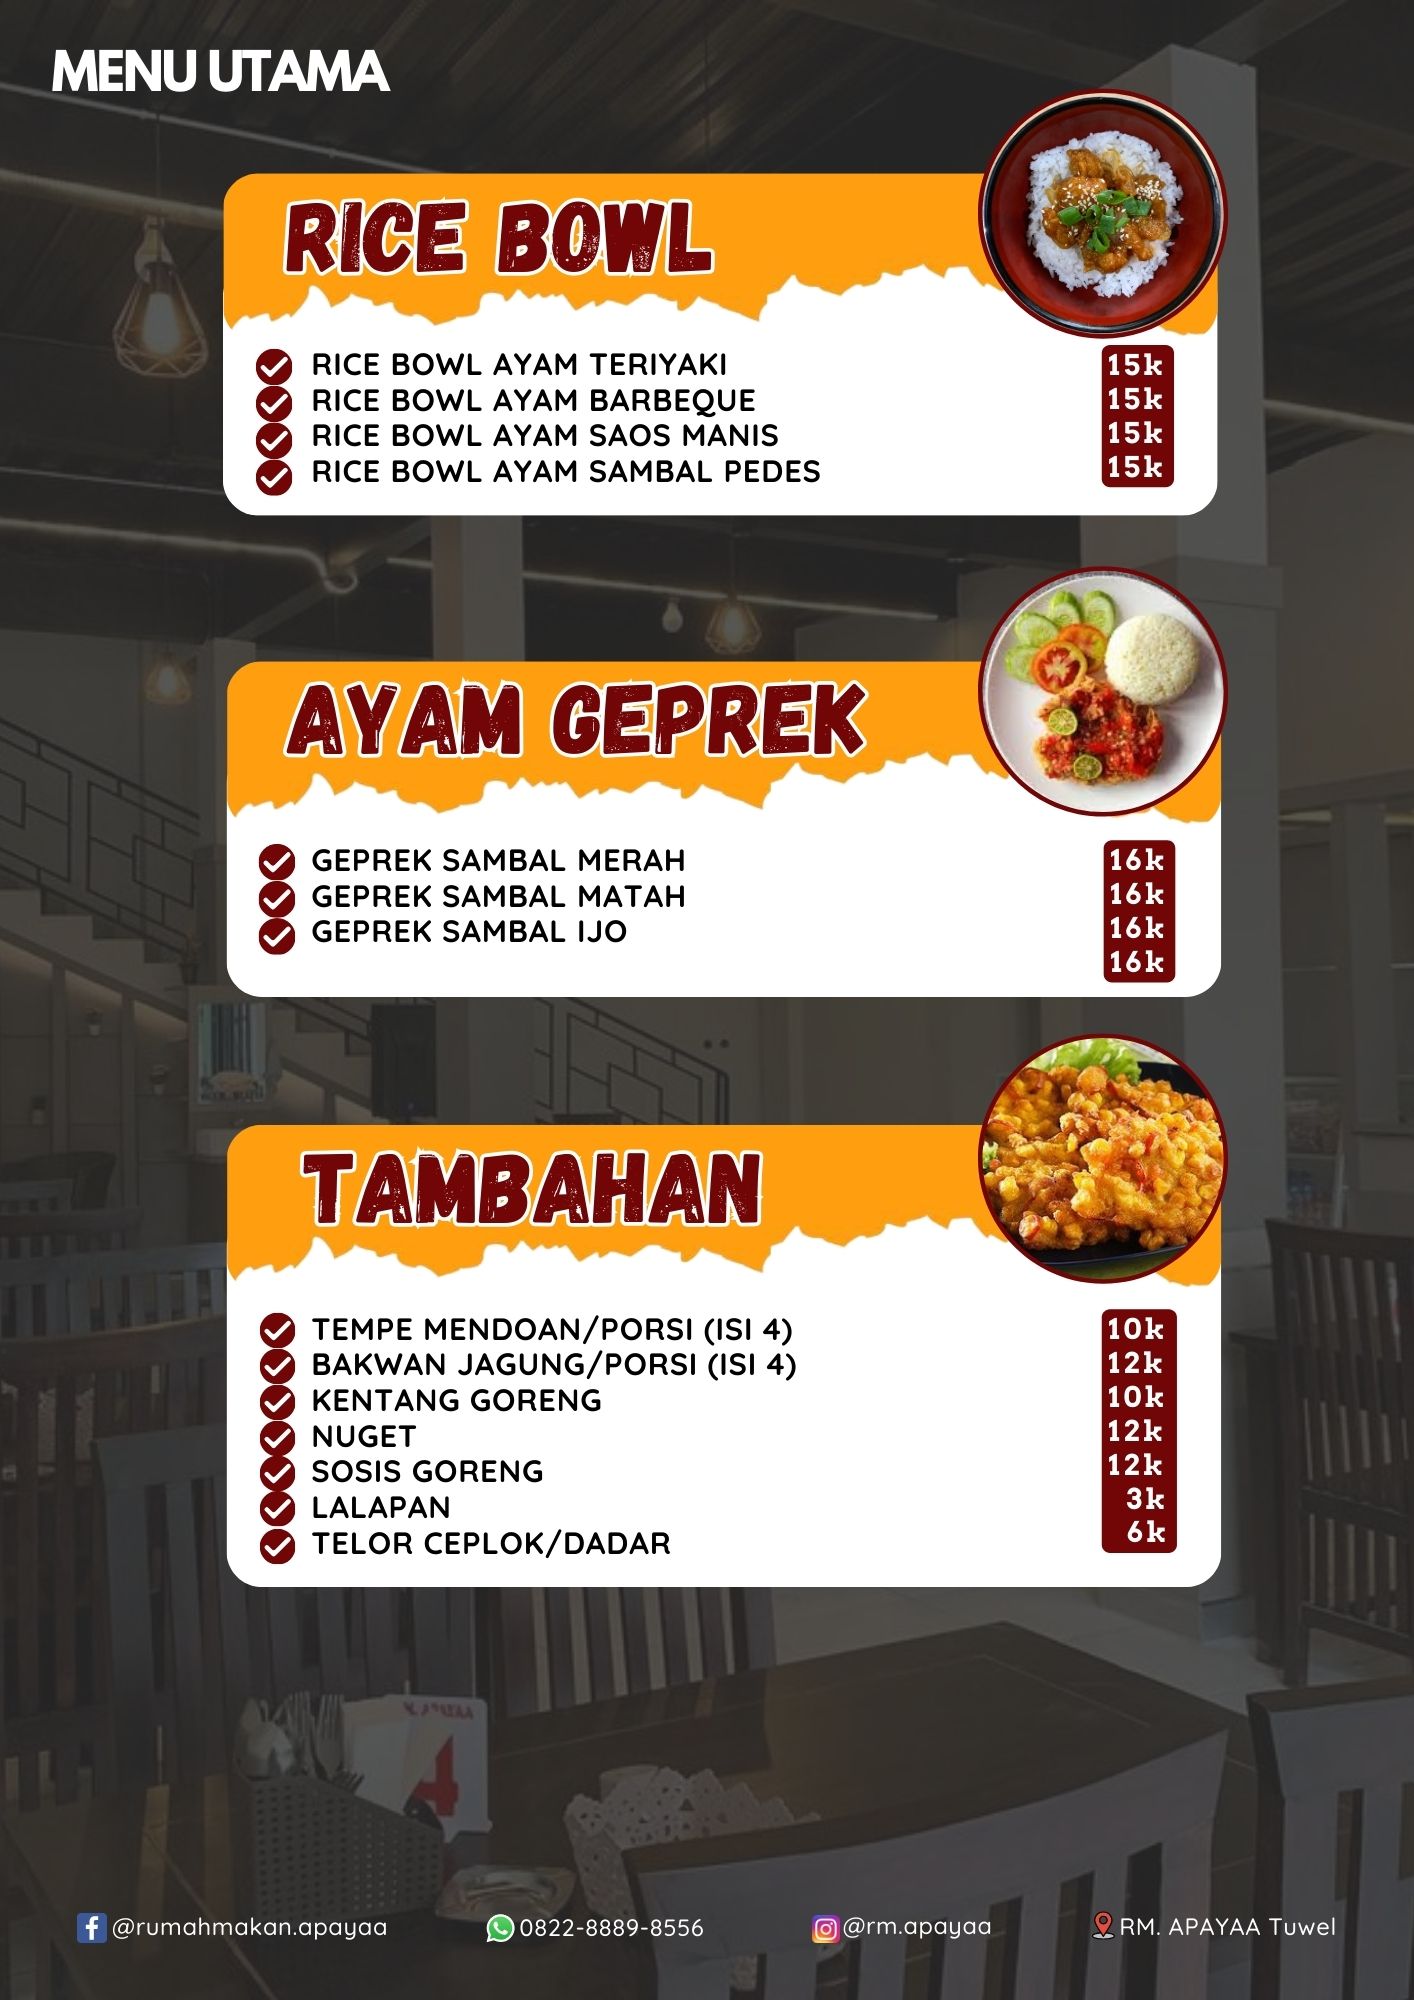 MENU UTAMA
RICE BOWL
RICE BOWL AYAM TERIYAKI 15k
RICE BOWL AYAM BARBEQUE 15k
RICE BOWL AYAM SAOS MANIS 15k
RICE BOWL AYAM SAMBAL PEDES 15k
AYAM GEPREK
GEPREK SAMBAL MERAH 16k
GEPREK SAMBAL MATAH 16k
GEPREK SAMBAL IJO 16k
16k
TAMBAHAN
TEMPE MENDOAN/PORSI (ISI 4) 10k
BAKWAN JAGUNG/PORSI (ISI 4) 12k
KENTANG GORENG 10k
NUGET 12k
SOSIS GORENG 12k
LALAPAN 3k
TELOR CEPLOK/DADAR 6k
4
@rumahmakan.apayaa 0822-8889-8556 @rm.apayaa RM. APAYAA Tuwel